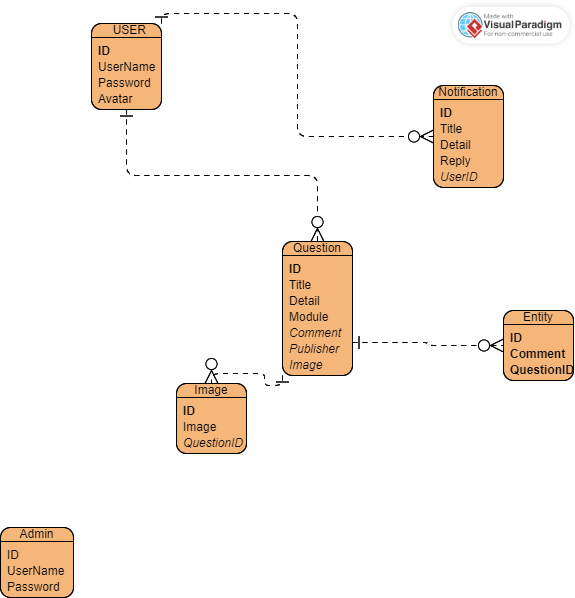 Made with
Visual Paradigm
For non-commercial use
USER
ID
UserName
Password
Avatar
Notification
ID
Title
Detail
Reply
UserID
Question
ID
Title
Detail
Module
Comment
Publisher
Image
Entity
ID
Comment
QuestionID
Image
ID
Image
QuestionID
Admin
ID
UserName
Password